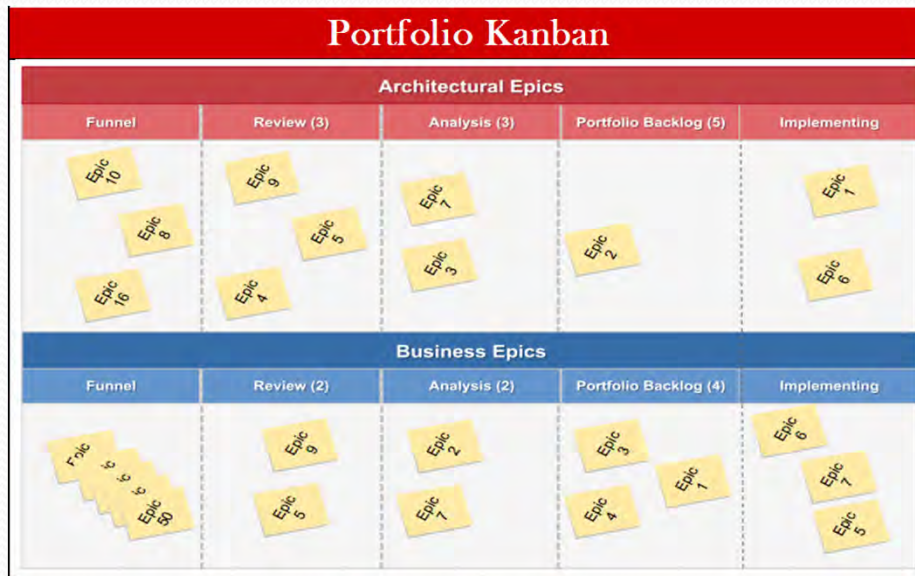 Portfolio Kanban
Architectural Epics
Funnel Review (3) Analysis (3) Portfolio Backlog (5) Implementing
Epic 10
Epic 8
Epic 16
Epic 9
Epic 5
Epic 4
Epic 7
Epic 3
Epic 2
Epic 1
Epic 6
Business Epics
Funnel Review (2) Analysis (2) Portfolio Backlog (4) Implementing
Epic 50
Epic 9
Epic 5
Epic 2
Epic 7
Epic 3
Epic 1
Epic 4
Epic 6
Epic 7
Epic 5